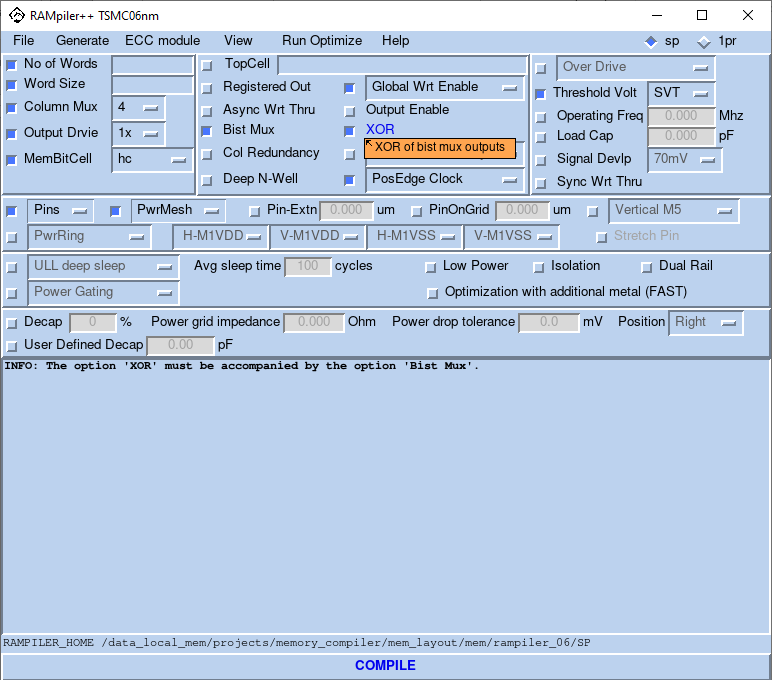 RAMpiler++ TSMC06nm
File Generate ECC module View Run Optimize Help sp 1pr
No of Words TopCell Over Drive
Word Size Registered Out Global Wrt Enable Threshold Volt SVT
Column Mux 4 Async Wrt Thru Output Enable Operating Freq 0.000 Mhz
Output Drvie 1x Bist Mux XOR Load Cap 0.000 pF
XOR of bist mux outputs
MemBitCell hc Col Redundancy Signal Devlp 70mV
Deep N-Well PosEdge Clock Sync Wrt Thru
Pins PwrMesh Pin-Extn 0.000 um PinOnGrid 0.000 um Vertical M5
PwrRing H-M1VDD V-M1VDD H-M1VSS V-M1VSS Stretch Pin
ULL deep sleep Avg sleep time 100 cycles Low Power Isolation Dual Rail
Power Gating Optimization with additional metal (FAST)
Decap 0 % Power grid impedance 0.000 Ohm Power drop tolerance 0.0 mV Position Right
User Defined Decap 0.00 pF
INFO: The option 'XOR' must be accompanied by the option 'Bist Mux'.
RAMPILER_HOME /data_local_mem/projects/memory_compiler/mem_layout/mem/rampiler_06/SP
COMPILE